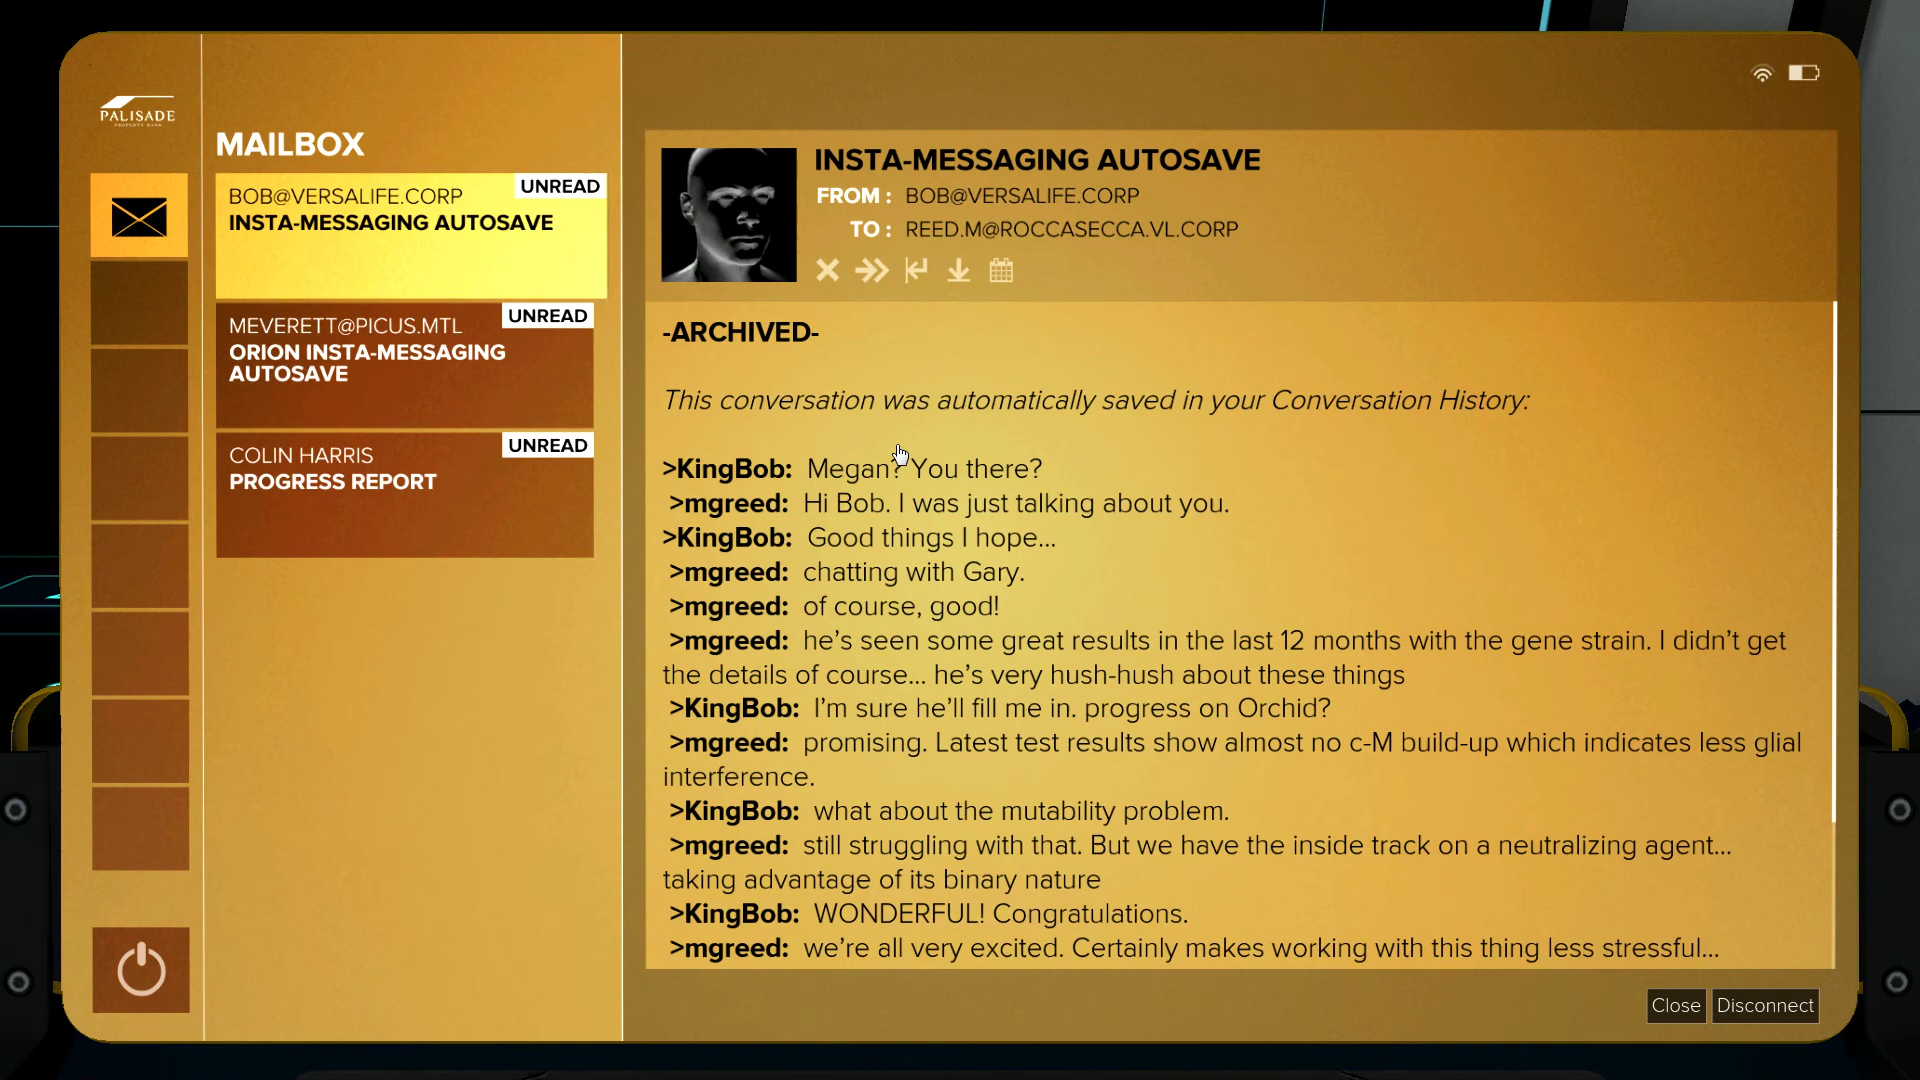 PALISADE
MAILBOX
BOB@VERSALIFE.CORP
UNREAD
INSTA-MESSAGING AUTOSAVE
MEVERETT@PICUS.MTL
UNREAD
ORION INSTA-MESSAGING
AUTOSAVE
COLIN HARRIS
UNREAD
PROGRESS REPORT
INSTA-MESSAGING AUTOSAVE
FROM : BOB@VERSALIFE.CORP
TO : REED.M@ROCCASECCA.VL.CORP
-ARCHIVED-
This conversation was automatically saved in your Conversation History:
>KingBob: Megan? You there?
>mgreed: Hi Bob. I was just talking about you.
>KingBob: Good things I hope...
>mgreed: chatting with Gary.
>mgreed: of course, good!
>mgreed: he's seen some great results in the last 12 months with the gene strain. I didn't get
the details of course... he's very hush-hush about these things
>KingBob: I'm sure he'll fill me in. progress on Orchid?
>mgreed: promising. Latest test results show almost no c-M build-up which indicates less glial
interference.
>KingBob: what about the mutability problem.
>mgreed: still struggling with that. But we have the inside track on a neutralizing agent...
taking advantage of its binary nature
>KingBob: WONDERFUL! Congratulations.
>mgreed: we're all very excited. Certainly makes working with this thing less stressful...
Close
Disconnect